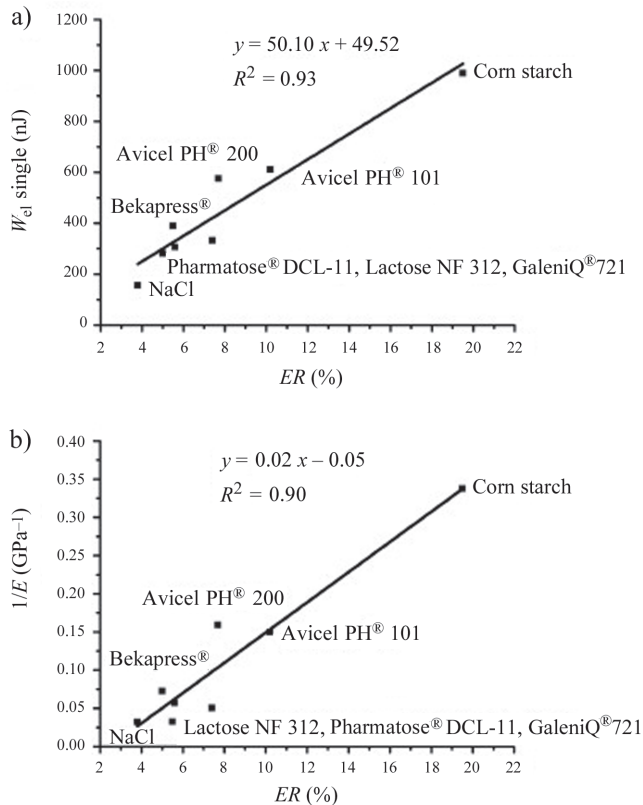 a)
y = 50.10 x + 49.52
R² = 0.93
1200
1000
800
600
400
200
0
W_el single (nJ)
Corn starch
Avicel PH® 200
Avicel PH® 101
Bekapress®
Pharmatose® DCL-11, Lactose NF 312, GaleniQ®721
NaCl
2 4 6 8 10 12 14 16 18 20 22
ER (%)
b)
y = 0.02 x – 0.05
R² = 0.90
0.40
0.35
0.30
0.25
0.20
0.15
0.10
0.05
0.00
1/E (GPa⁻¹)
Corn starch
Avicel PH® 200
Avicel PH® 101
Bekapress®
Lactose NF 312, Pharmatose® DCL-11, GaleniQ®721
NaCl
2 4 6 8 10 12 14 16 18 20 22
ER (%)